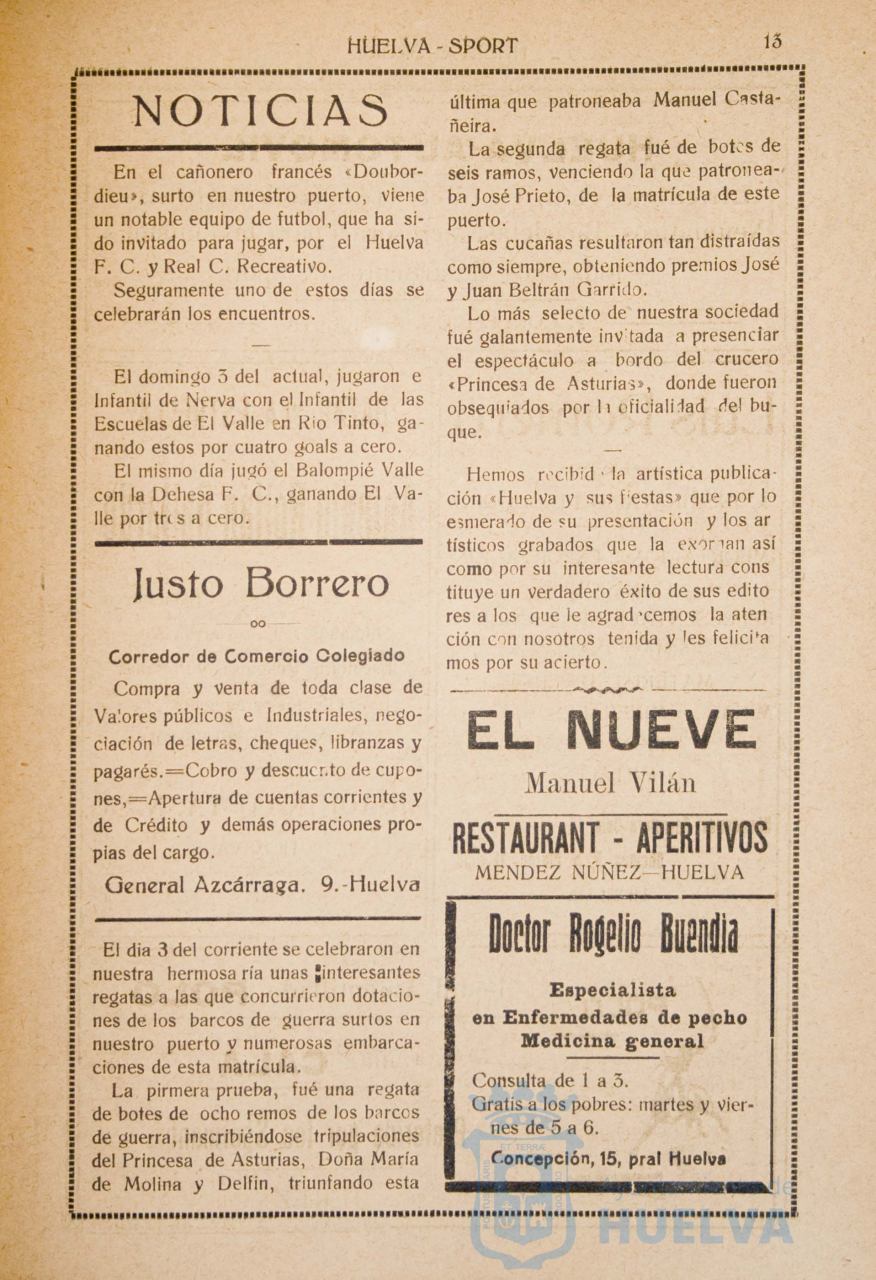 HUELVA - SPORT
13
NOTICIAS
En el cañonero francés «Doubor-
dieu», surto en nuestro puerto, viene
un notable equipo de futbol, que ha si-
do invitado para jugar, por el Huelva
F. C. y Real C. Recreativo.
Seguramente uno de estos días se
celebrarán los encuentros.
—
El domingo 3 del actual, jugaron e
Infantil de Nerva con el Infantil de las
Escuelas de El Valle en Rio Tinto, ga-
nando estos por cuatro goals a cero.
El mismo día jugó el Balompié Valle
con la Dehesa F. C., ganando El Va-
lle por tres a cero.
Justo Borrero
oo
Corredor de Comercio Colegiado
Compra y venta de toda clase de
Valores públicos e Industriales, nego-
ciación de letras, cheques, libranzas y
pagarés.=Cobro y descuento de cupo-
nes,=Apertura de cuentas corrientes y
de Crédito y demás operaciones pro-
pias del cargo.
General Azcárraga. 9.-Huelva
El dia 3 del corriente se celebraron en
nuestra hermosa ría unas interesantes
regatas a las que concurrieron dotacio-
nes de los barcos de guerra surtos en
nuestro puerto y numerosas embarca-
ciones de esta matrícula.
La pirmera prueba, fué una regata
de botes de ocho remos de los barcos
de guerra, inscribiéndose tripulaciones
del Princesa de Asturias, Doña María
de Molina y Delfin, triunfando esta
última que patroneaba Manuel Casta-
ñeira.
La segunda regata fué de botes de
seis ramos, venciendo la que patronea-
ba José Prieto, de la matrícula de este
puerto.
Las cucañas resultaron tan distraídas
como siempre, obteniendo premios José
y Juan Beltrán Garrido.
Lo más selecto de nuestra sociedad
fué galantemente invitada a presenciar
el espectáculo a bordo del crucero
«Princesa de Asturias», donde fueron
obsequiados por la oficialidad del bu-
que.
—
Hemos recibido la artística publica-
ción «Huelva y sus fiestas» que por lo
esmerado de su presentación y los ar
tísticos grabados que la exornan así
como por su interesante lectura cons
tituye un verdadero éxito de sus edito
res a los que le agradecemos la aten
ción con nosotros tenida y les felicita
mos por su acierto.
EL NUEVE
Manuel Vilán
RESTAURANT - APERITIVOS
MENDEZ NÚÑEZ—HUELVA
Doctor Rogelio Buendia
Especialista
en Enfermedades de pecho
Medicina general
Consulta de 1 a 3.
Gratis a los pobres: martes y vier-
nes de 5 a 6.
Concepción, 15, pral Huelva
HUELVA